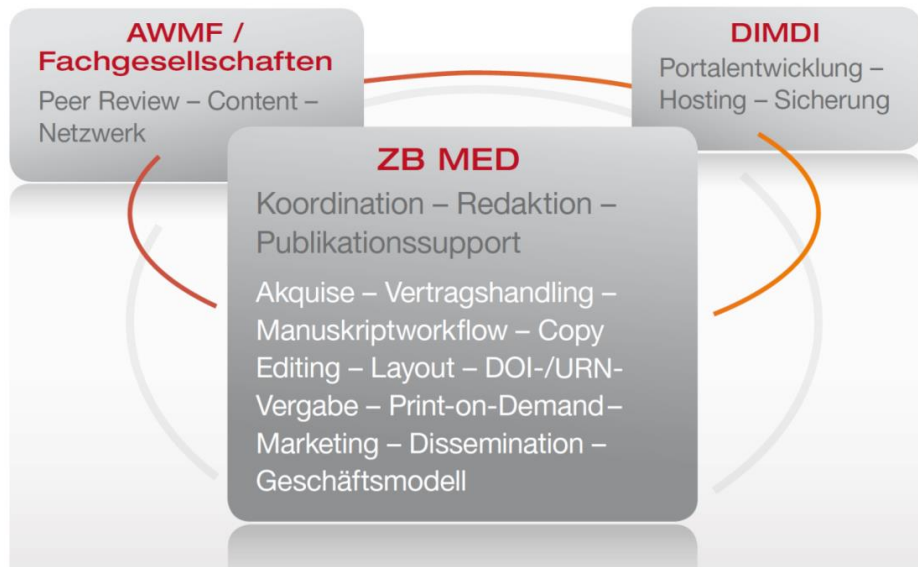 AWMF /
Fachgesellschaften
Peer Review – Content –
Netzwerk
DIMDI
Portalentwicklung –
Hosting – Sicherung
ZB MED
Koordination – Redaktion –
Publikationssupport
Akquise – Vertragshandling –
Manuskriptworkflow – Copy
Editing – Layout – DOI-/URN-
Vergabe – Print-on-Demand –
Marketing – Dissemination –
Geschäftsmodell